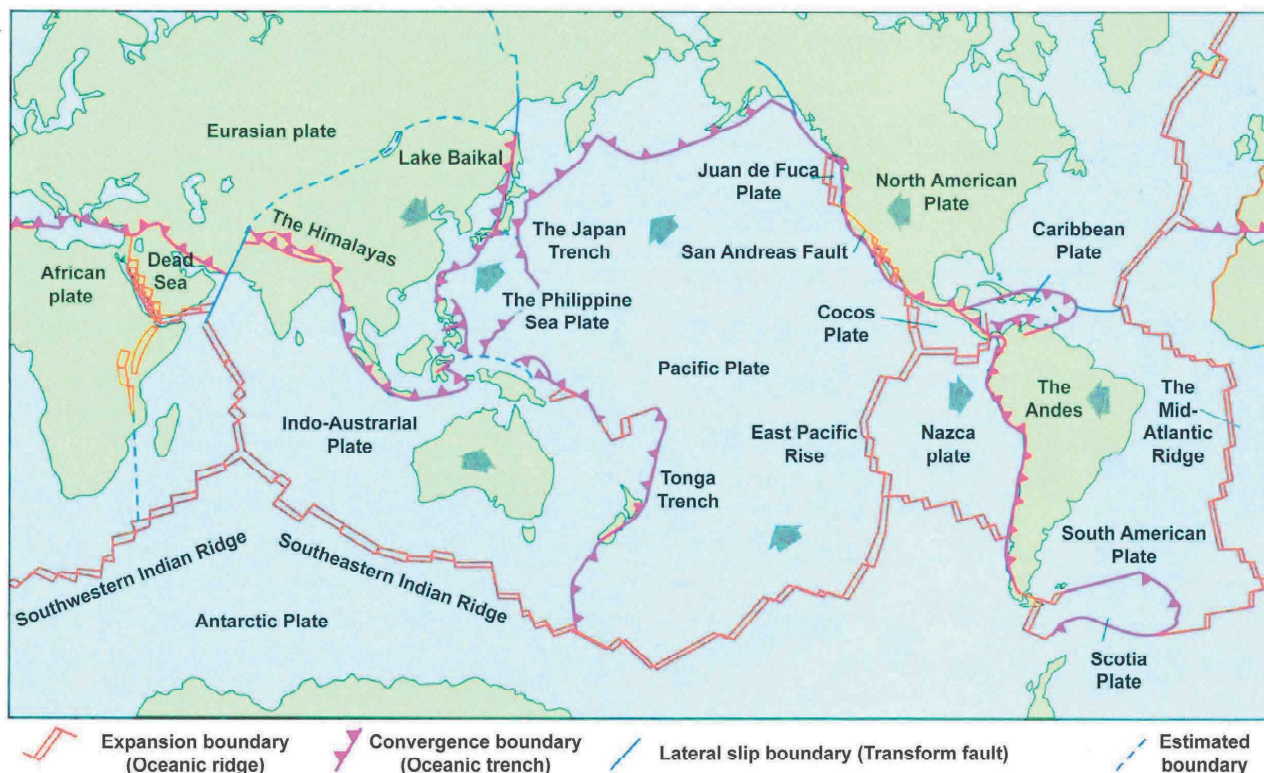 Eurasian plate
Lake Baikal
The Himalayas
African
plate
Dead
Sea
The Japan
Trench
The Philippine
Sea Plate
Juan de Fuca
Plate
North American
Plate
San Andreas Fault
Caribbean
Plate
Cocos
Plate
Pacific Plate
Indo-Austrarial
Plate
East Pacific
Rise
Nazca
plate
The
Andes
The
Mid-
Atlantic
Ridge
Tonga
Trench
South American
Plate
Southwestern Indian Ridge
Southeastern Indian Ridge
Antarctic Plate
Scotia
Plate
Expansion boundary
(Oceanic ridge)
Convergence boundary
(Oceanic trench)
Lateral slip boundary (Transform fault)
Estimated
boundary